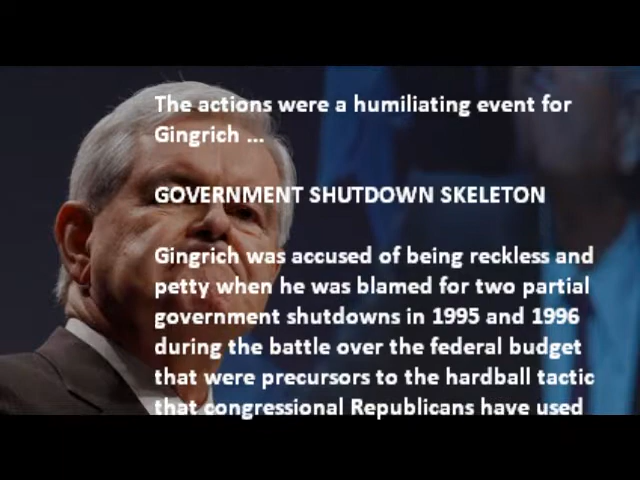 The actions were a humiliating event for
Gingrich ...
GOVERNMENT SHUTDOWN SKELETON
Gingrich was accused of being reckless and
petty when he was blamed for two partial
government shutdowns in 1995 and 1996
during the battle over the federal budget
that were precursors to the hardball tactic
that congressional Republicans have used